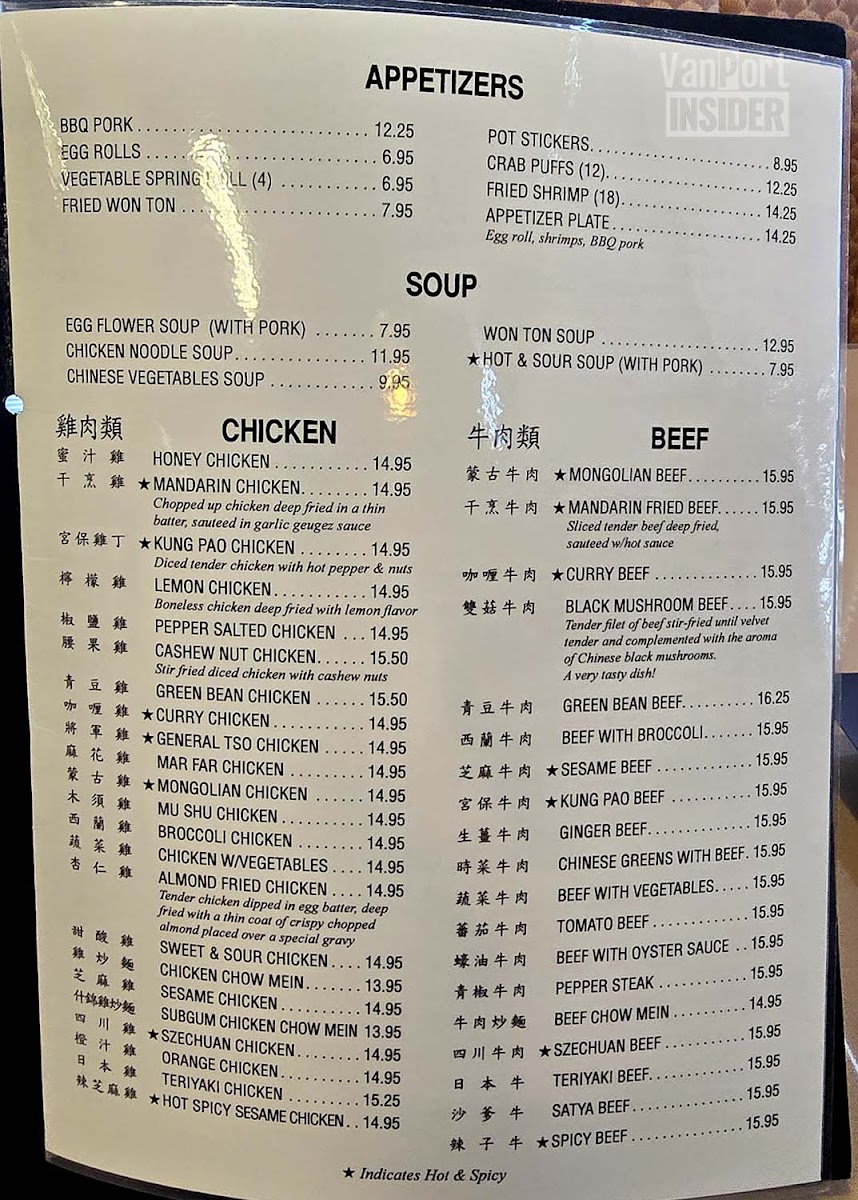 VanPort
INSIDER
APPETIZERS
BBQ PORK 12.25
EGG ROLLS 6.95
VEGETABLE SPRING ROLL (4) 6.95
FRIED WON TON 7.95
POT STICKERS 8.95
CRAB PUFFS (12) 12.25
FRIED SHRIMP (18) 14.25
APPETIZER PLATE 14.25
Egg roll, shrimps, BBQ pork
SOUP
EGG FLOWER SOUP (WITH PORK) 7.95
CHICKEN NOODLE SOUP 11.95
CHINESE VEGETABLES SOUP 9.95
WON TON SOUP 12.95
★HOT & SOUR SOUP (WITH PORK) 7.95
雞肉類 CHICKEN
蜜汁雞 HONEY CHICKEN 14.95
干烹雞 ★MANDARIN CHICKEN 14.95
Chopped up chicken deep fried in a thin
batter, sauteed in garlic geugez sauce
宮保雞丁 ★KUNG PAO CHICKEN 14.95
Diced tender chicken with hot pepper & nuts
檸檬雞 LEMON CHICKEN 14.95
Boneless chicken deep fried with lemon flavor
椒鹽雞 PEPPER SALTED CHICKEN 14.95
腰果雞 CASHEW NUT CHICKEN 15.50
Stir fried diced chicken with cashew nuts
青豆雞 GREEN BEAN CHICKEN 15.50
咖喱雞 ★CURRY CHICKEN 14.95
將軍雞 ★GENERAL TSO CHICKEN 14.95
麻花雞 MAR FAR CHICKEN 14.95
蒙古雞 ★MONGOLIAN CHICKEN 14.95
木須雞 MU SHU CHICKEN 14.95
西蘭雞 BROCCOLI CHICKEN 14.95
蔬菜雞 CHICKEN W/VEGETABLES 14.95
杏仁雞 ALMOND FRIED CHICKEN 14.95
Tender chicken dipped in egg batter, deep
fried with a thin coat of crispy chopped
almond placed over a special gravy
甜酸雞 SWEET & SOUR CHICKEN 14.95
雞炒麵 CHICKEN CHOW MEIN 13.95
芝麻雞 SESAME CHICKEN 14.95
什錦雞炒麵 SUBGUM CHICKEN CHOW MEIN 13.95
四川雞 ★SZECHUAN CHICKEN 14.95
橙汁雞 ORANGE CHICKEN 14.95
日本雞 TERIYAKI CHICKEN 15.25
辣芝麻雞 ★HOT SPICY SESAME CHICKEN 14.95
牛肉類 BEEF
蒙古牛肉 ★MONGOLIAN BEEF 15.95
干烹牛肉 ★MANDARIN FRIED BEEF 15.95
Sliced tender beef deep fried,
sauteed w/hot sauce
咖喱牛肉 ★CURRY BEEF 15.95
雙菇牛肉 BLACK MUSHROOM BEEF 15.95
Tender filet of beef stir-fried until velvet
tender and complemented with the aroma
of Chinese black mushrooms.
A very tasty dish!
青豆牛肉 GREEN BEAN BEEF 16.25
西蘭牛肉 BEEF WITH BROCCOLI 15.95
芝麻牛肉 ★SESAME BEEF 15.95
宮保牛肉 ★KUNG PAO BEEF 15.95
生薑牛肉 GINGER BEEF 15.95
時菜牛肉 CHINESE GREENS WITH BEEF 15.95
蔬菜牛肉 BEEF WITH VEGETABLES 15.95
蕃茄牛肉 TOMATO BEEF 15.95
蠔油牛肉 BEEF WITH OYSTER SAUCE 15.95
青椒牛肉 PEPPER STEAK 15.95
牛肉炒麵 BEEF CHOW MEIN 14.95
四川牛肉 ★SZECHUAN BEEF 15.95
日本牛 TERIYAKI BEEF 15.95
沙爹牛 SATYA BEEF 15.95
辣子牛 ★SPICY BEEF 15.95
★ Indicates Hot & Spicy